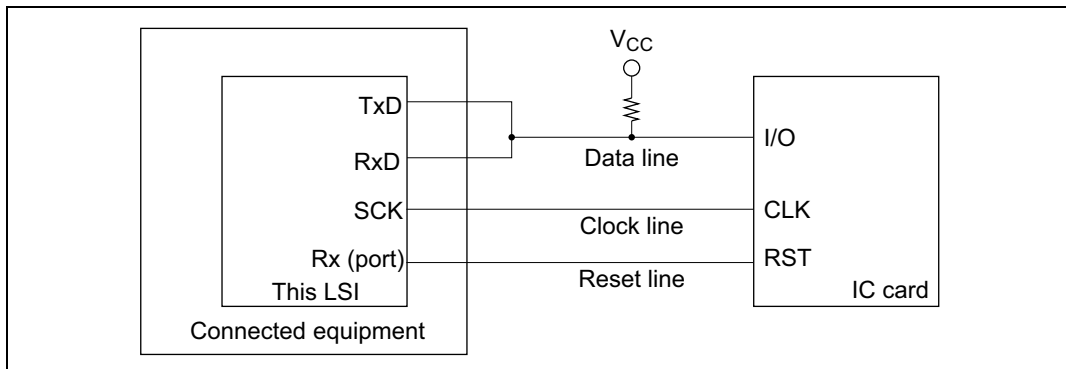 VCC
TxD
RxD
SCK
Rx (port)
This LSI
Connected equipment
Data line
Clock line
Reset line
I/O
CLK
RST
IC card